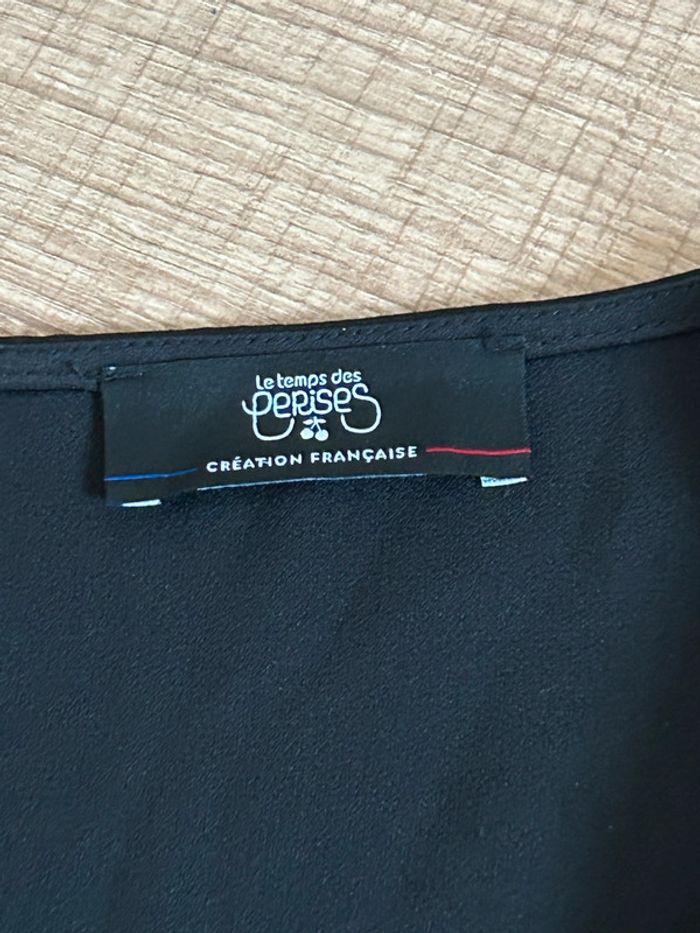 Le temps des
CERISES
CRÉATION FRANÇAISE